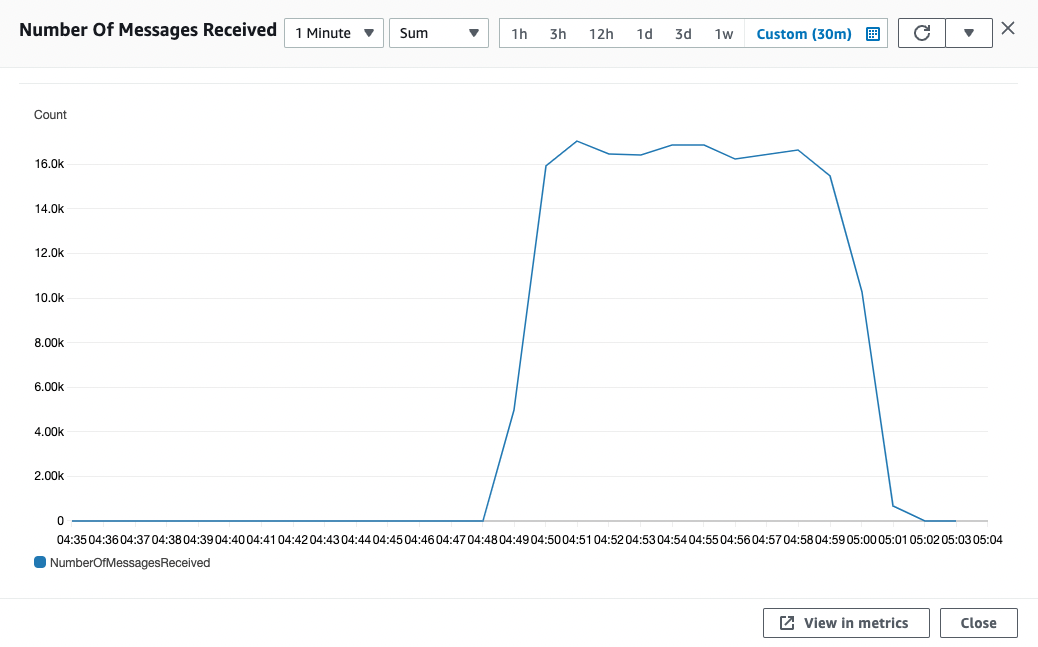 Number Of Messages Received 1 Minute Sum 1h 3h 12h 1d 3d 1w Custom (30m)
Count
16.0k
14.0k
12.0k
10.0k
8.00k
6.00k
4.00k
2.00k
0
04:35 04:36 04:37 04:38 04:39 04:40 04:41 04:42 04:43 04:44 04:45 04:46 04:47 04:48 04:49 04:50 04:51 04:52 04:53 04:54 04:55 04:56 04:57 04:58 04:59 05:00 05:01 05:02 05:03 05:04
NumberOfMessagesReceived
View in metrics Close